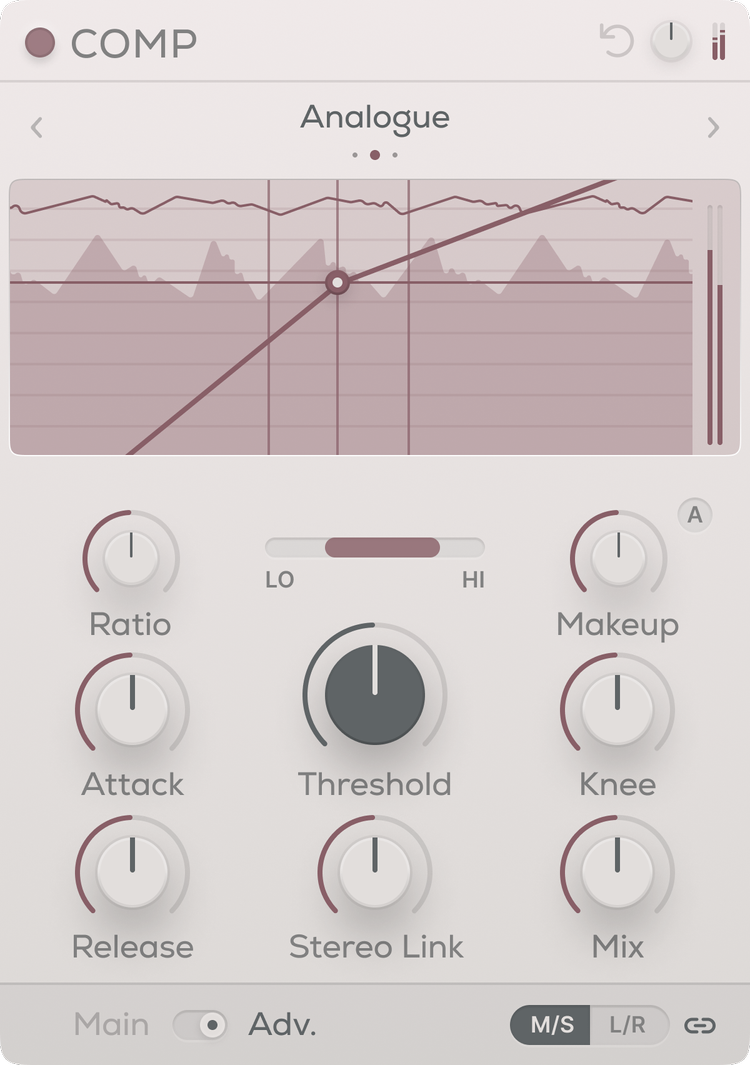 COMP
Analogue
A
LO HI
Ratio Makeup
Attack Threshold Knee
Release Stereo Link Mix
Main Adv. M/S L/R